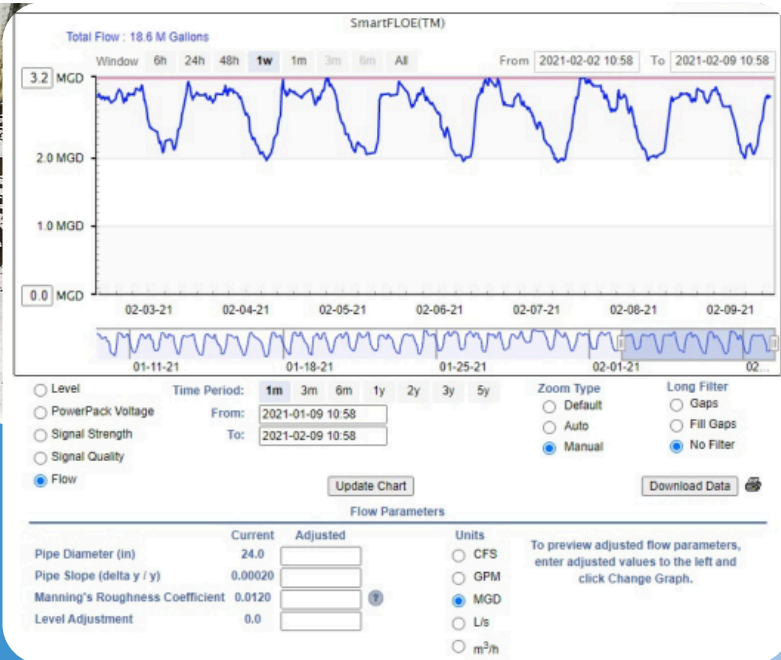 SmartFLOE(TM)
Total Flow : 18.6 M Gallons
Window 6h 24h 48h 1w 1m 3m 6m All From 2021-02-02 10:58 To 2021-02-09 10:58
3.2 MGD
2.0 MGD
1.0 MGD
0.0 MGD
02-03-21 02-04-21 02-05-21 02-06-21 02-07-21 02-08-21 02-09-21
01-11-21 01-18-21 01-25-21 02-01-21 02...
Level Time Period: 1m 3m 6m 1y 2y 3y 5y Zoom Type Long Filter
PowerPack Voltage From: 2021-01-09 10:58 Default Gaps
Signal Strength To: 2021-02-09 10:58 Auto Fill Gaps
Signal Quality Manual No Filter
Flow Update Chart Download Data
Flow Parameters
Current Adjusted Units
Pipe Diameter (in) 24.0 CFS
Pipe Slope (delta y / y) 0.00020 GPM
Manning's Roughness Coefficient 0.0120 ? MGD
Level Adjustment 0.0 L/s
m³/h
To preview adjusted flow parameters,
enter adjusted values to the left and
click Change Graph.